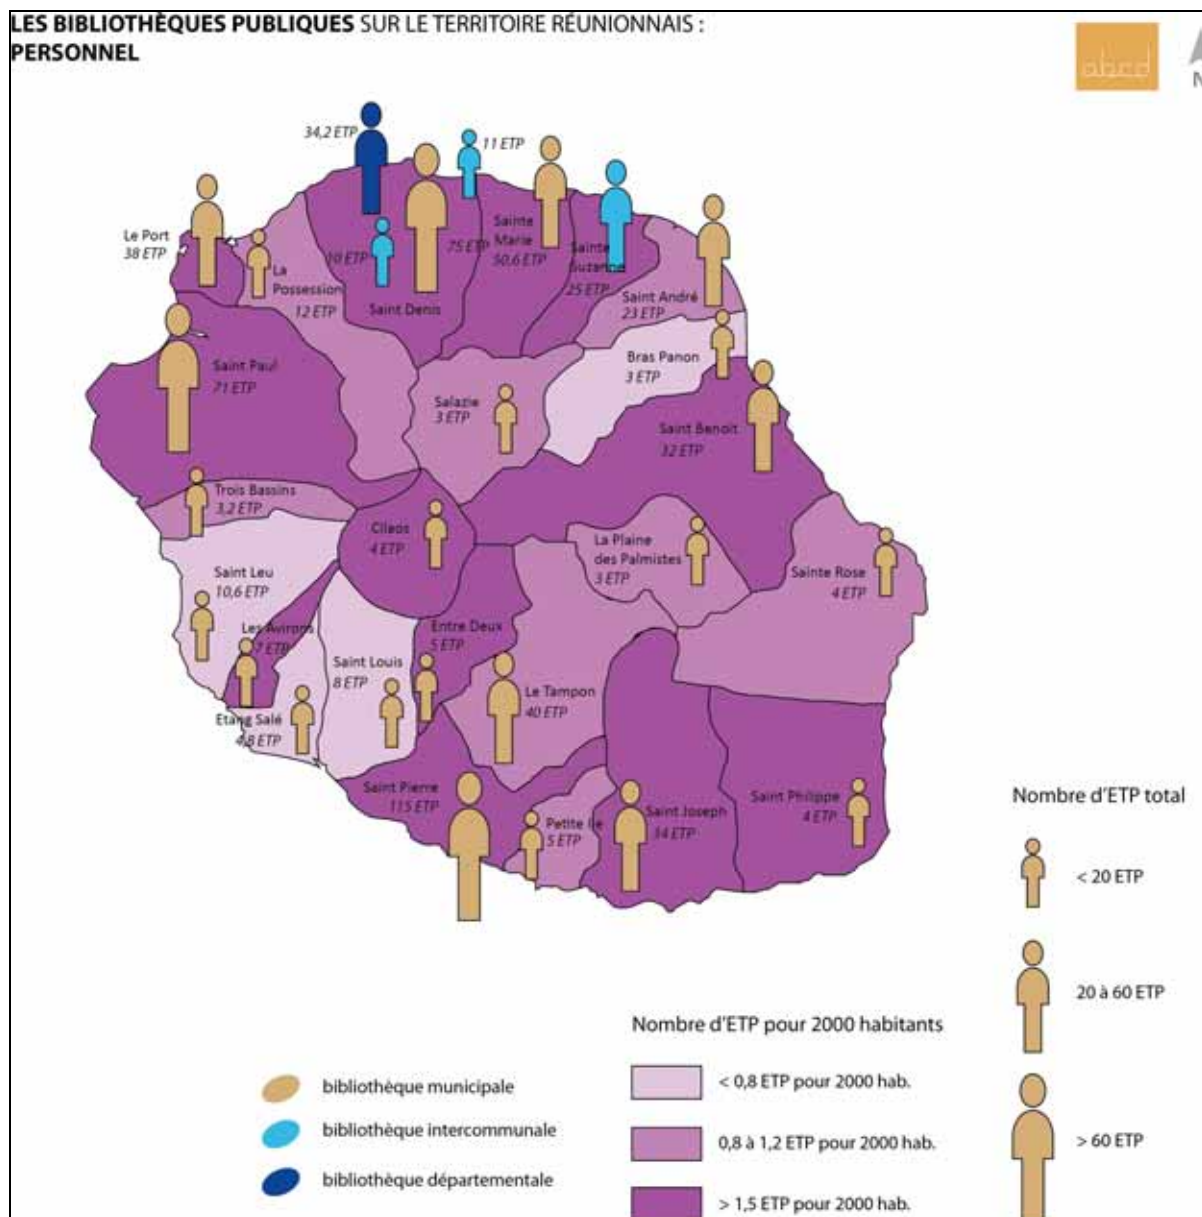 LES BIBLIOTHÈQUES PUBLIQUES SUR LE TERRITOIRE RÉUNIONNAIS :
PERSONNEL
abcd
N
34,2 ETP
11 ETP
Le Port
38 ETP
La
Possession
12 ETP
10 ETP
75 ETP
Saint Denis
Sainte
Marie
50,6 ETP
Sainte
Suzanne
25 ETP
Saint André
23 ETP
Bras Panon
3 ETP
Saint Paul
71 ETP
Salazie
3 ETP
Saint Benoît
32 ETP
Trois Bassins
3,2 ETP
Cilaos
4 ETP
La Plaine
des Palmistes
3 ETP
Sainte Rose
4 ETP
Saint Leu
10,6 ETP
Les Avirons
7 ETP
Entre Deux
5 ETP
Saint Louis
8 ETP
Etang Salé
4,8 ETP
Le Tampon
40 ETP
Saint Pierre
115 ETP
Petite Ile
5 ETP
Saint Joseph
34 ETP
Saint Philippe
4 ETP
Nombre d'ETP total
< 20 ETP
20 à 60 ETP
> 60 ETP
Nombre d'ETP pour 2000 habitants
< 0,8 ETP pour 2000 hab.
0,8 à 1,2 ETP pour 2000 hab.
> 1,5 ETP pour 2000 hab.
bibliothèque municipale
bibliothèque intercommunale
bibliothèque départementale